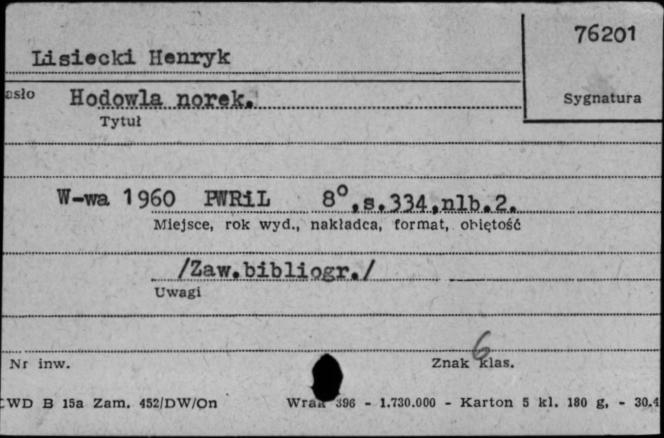 76201
Lisiecki Henryk
asło
Hodowla norek.
Sygnatura
Tytuł
W-wa 1960 PWRiL 8°,s.334,nlb.2.
Miejsce, rok wyd., nakładca, format, objętość
/Zaw.bibliogr./
Uwagi
6
Nr inw.
Znak klas.
CWD B 15a Zam. 452/DW/On
396 - 1.730.000 - Karton 5 kl. 180 g, - 30.4